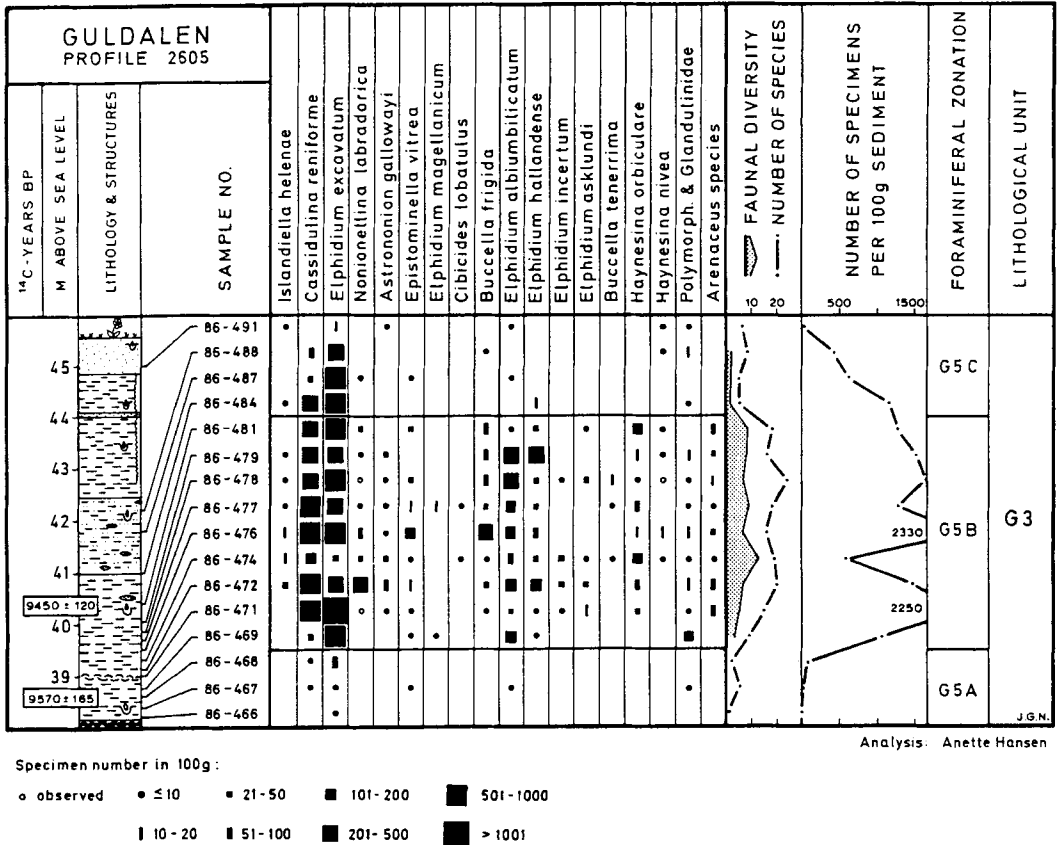 GULDALEN
PROFILE 2605
¹⁴C-YEARS BP
M ABOVE SEA LEVEL
LITHOLOGY & STRUCTURES
SAMPLE NO.
Islandiella helenae
Cassidulina reniforme
Elphidium excavatum
Nonionellina labradorica
Astrononion gallowayi
Epistominella vitrea
Elphidium magellanicum
Cibicides lobatulus
Buccella frigida
Elphidium albiumbilicatum
Elphidium hallandense
Elphidium incertum
Elphidium asklundi
Buccella tenerrima
Haynesina orbiculare
Haynesina nivea
Polymorph. & Glandulinidae
Arenaceus species
FAUNAL DIVERSITY
NUMBER OF SPECIES
10 20
NUMBER OF SPECIMENS
PER 100g SEDIMENT
500 1500
FORAMINIFERAL ZONATION
LITHOLOGICAL UNIT
45
44
43
42
41
40
39
9450 ± 120
9570 ± 165
86-491
86-488
86-487
86-484
86-481
86-479
86-478
86-477
86-476
86-474
86-472
86-471
86-469
86-468
86-467
86-466
2330
2250
G5C
G5B
G5A
G3
J.G.N.
Analysis: Anette Hansen
Specimen number in 100g:
observed ≤10 21-50 101-200 501-1000
10-20 51-100 201-500 >1001